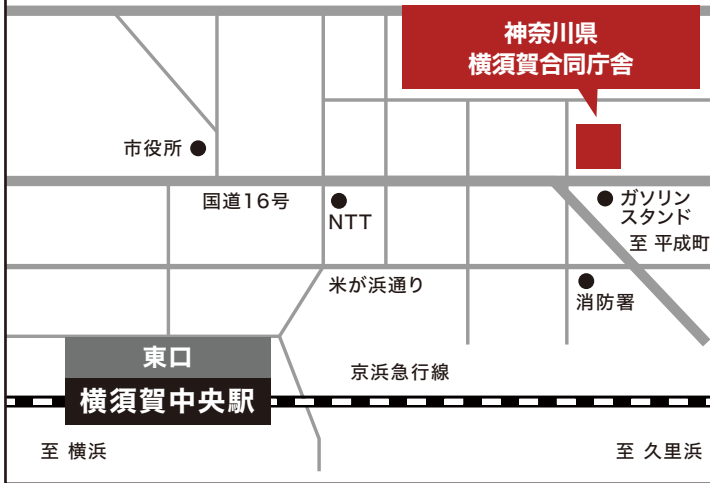 神奈川県
横須賀合同庁舎
市役所
国道16号
NTT
ガソリン
スタンド
至 平成町
米が浜通り
消防署
東口
京浜急行線
横須賀中央駅
至 横浜
至 久里浜